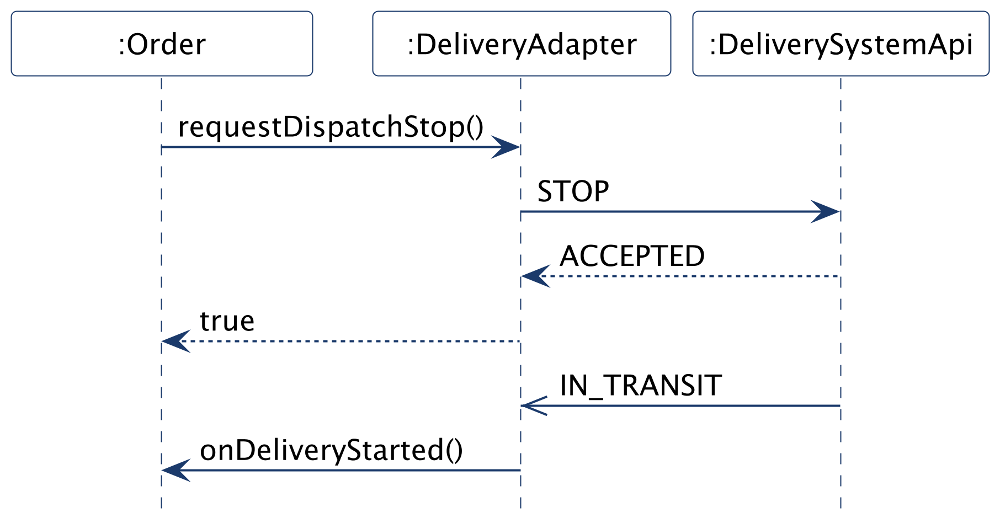 :Order
:DeliveryAdapter
:DeliverySystemApi
requestDispatchStop()
STOP
ACCEPTED
true
IN_TRANSIT
onDeliveryStarted()